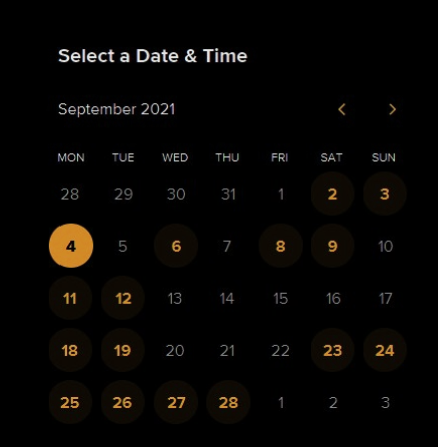 Select a Date & Time
September 2021
MON TUE WED THU FRI SAT SUN
28 29 30 31 1 2 3
4 5 6 7 8 9 10
11 12 13 14 15 16 17
18 19 20 21 22 23 24
25 26 27 28 1 2 3